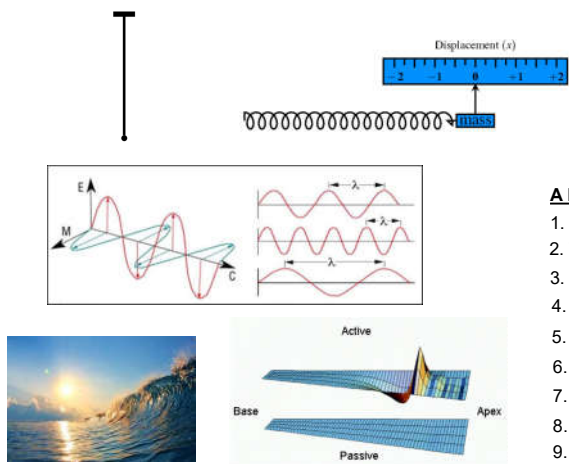 Displacement (x)
−2 −1 0 +1 +2
mass
E
M
C
λ
λ
λ
A
1.
2.
3.
4.
5.
6.
7.
8.
9.
Active
Base
Apex
Passive